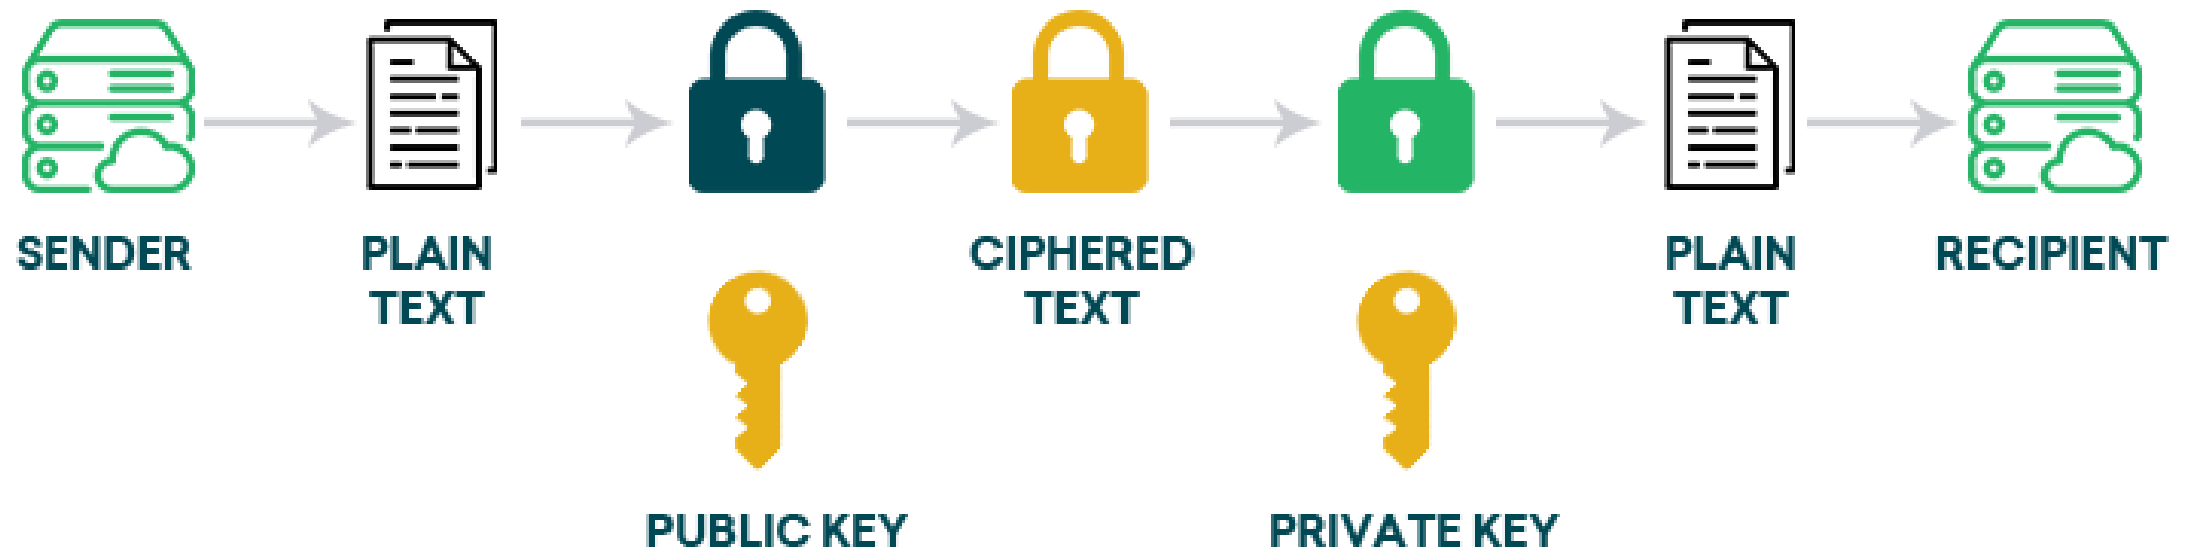 SENDER
PLAIN
TEXT
CIPHERED
TEXT
PLAIN
TEXT
RECIPIENT
PUBLIC KEY
PRIVATE KEY